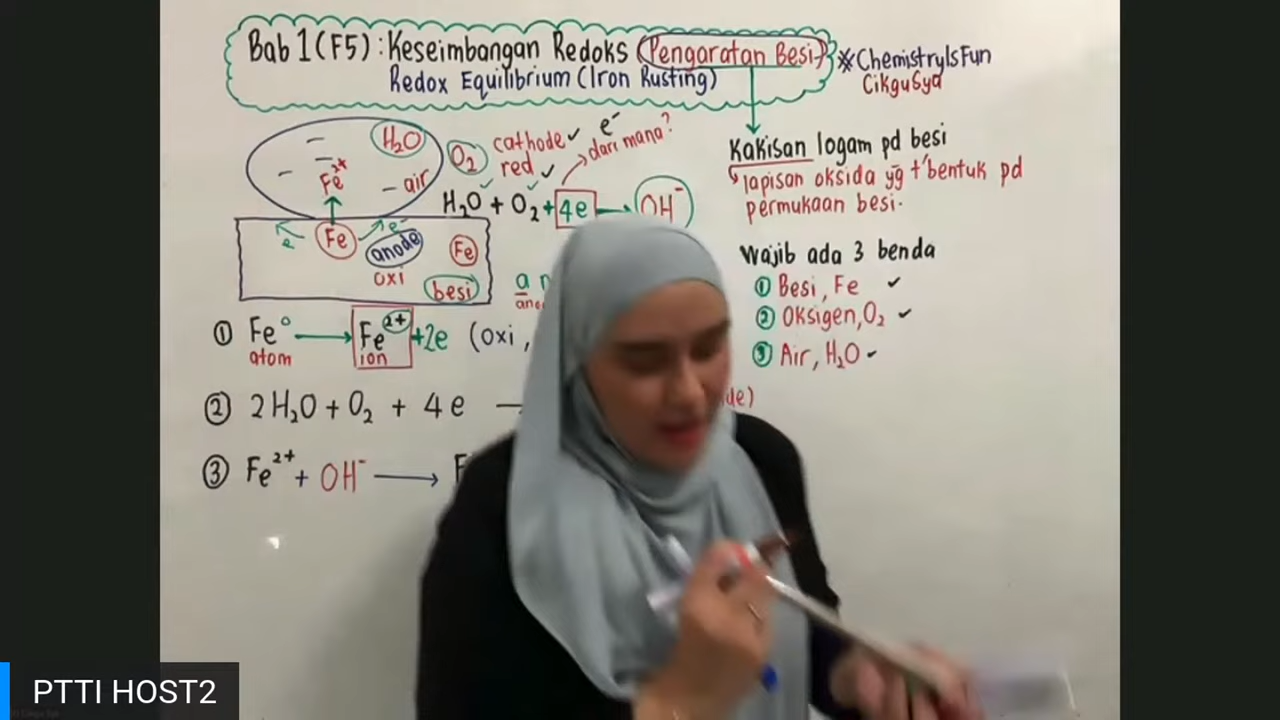 Bab 1 (F5) : Keseimbangan Redoks (Pengaratan Besi)
Redox Equilibrium (Iron Rusting)
*ChemistryIsFun
CikguSya
H₂O
Fe²⁺
air
O₂
cathode ✓
red ✓
e⁻
dari mana?
H₂O + O₂ + 4e → OH⁻
Kakisan logam pd besi
lapisan oksida yg t'bentuk pd
permukaan besi.
e
Fe
e⁻
anode
oxi
Fe
besi
Wajib ada 3 benda
① Besi, Fe ✓
② Oksigen, O₂ ✓
③ Air, H₂O ✓
① Fe⁰ → Fe²⁺ + 2e (oxi,
atom
ion
② 2H₂O + O₂ + 4e
③ Fe²⁺ + OH⁻ →
PTTI HOST2